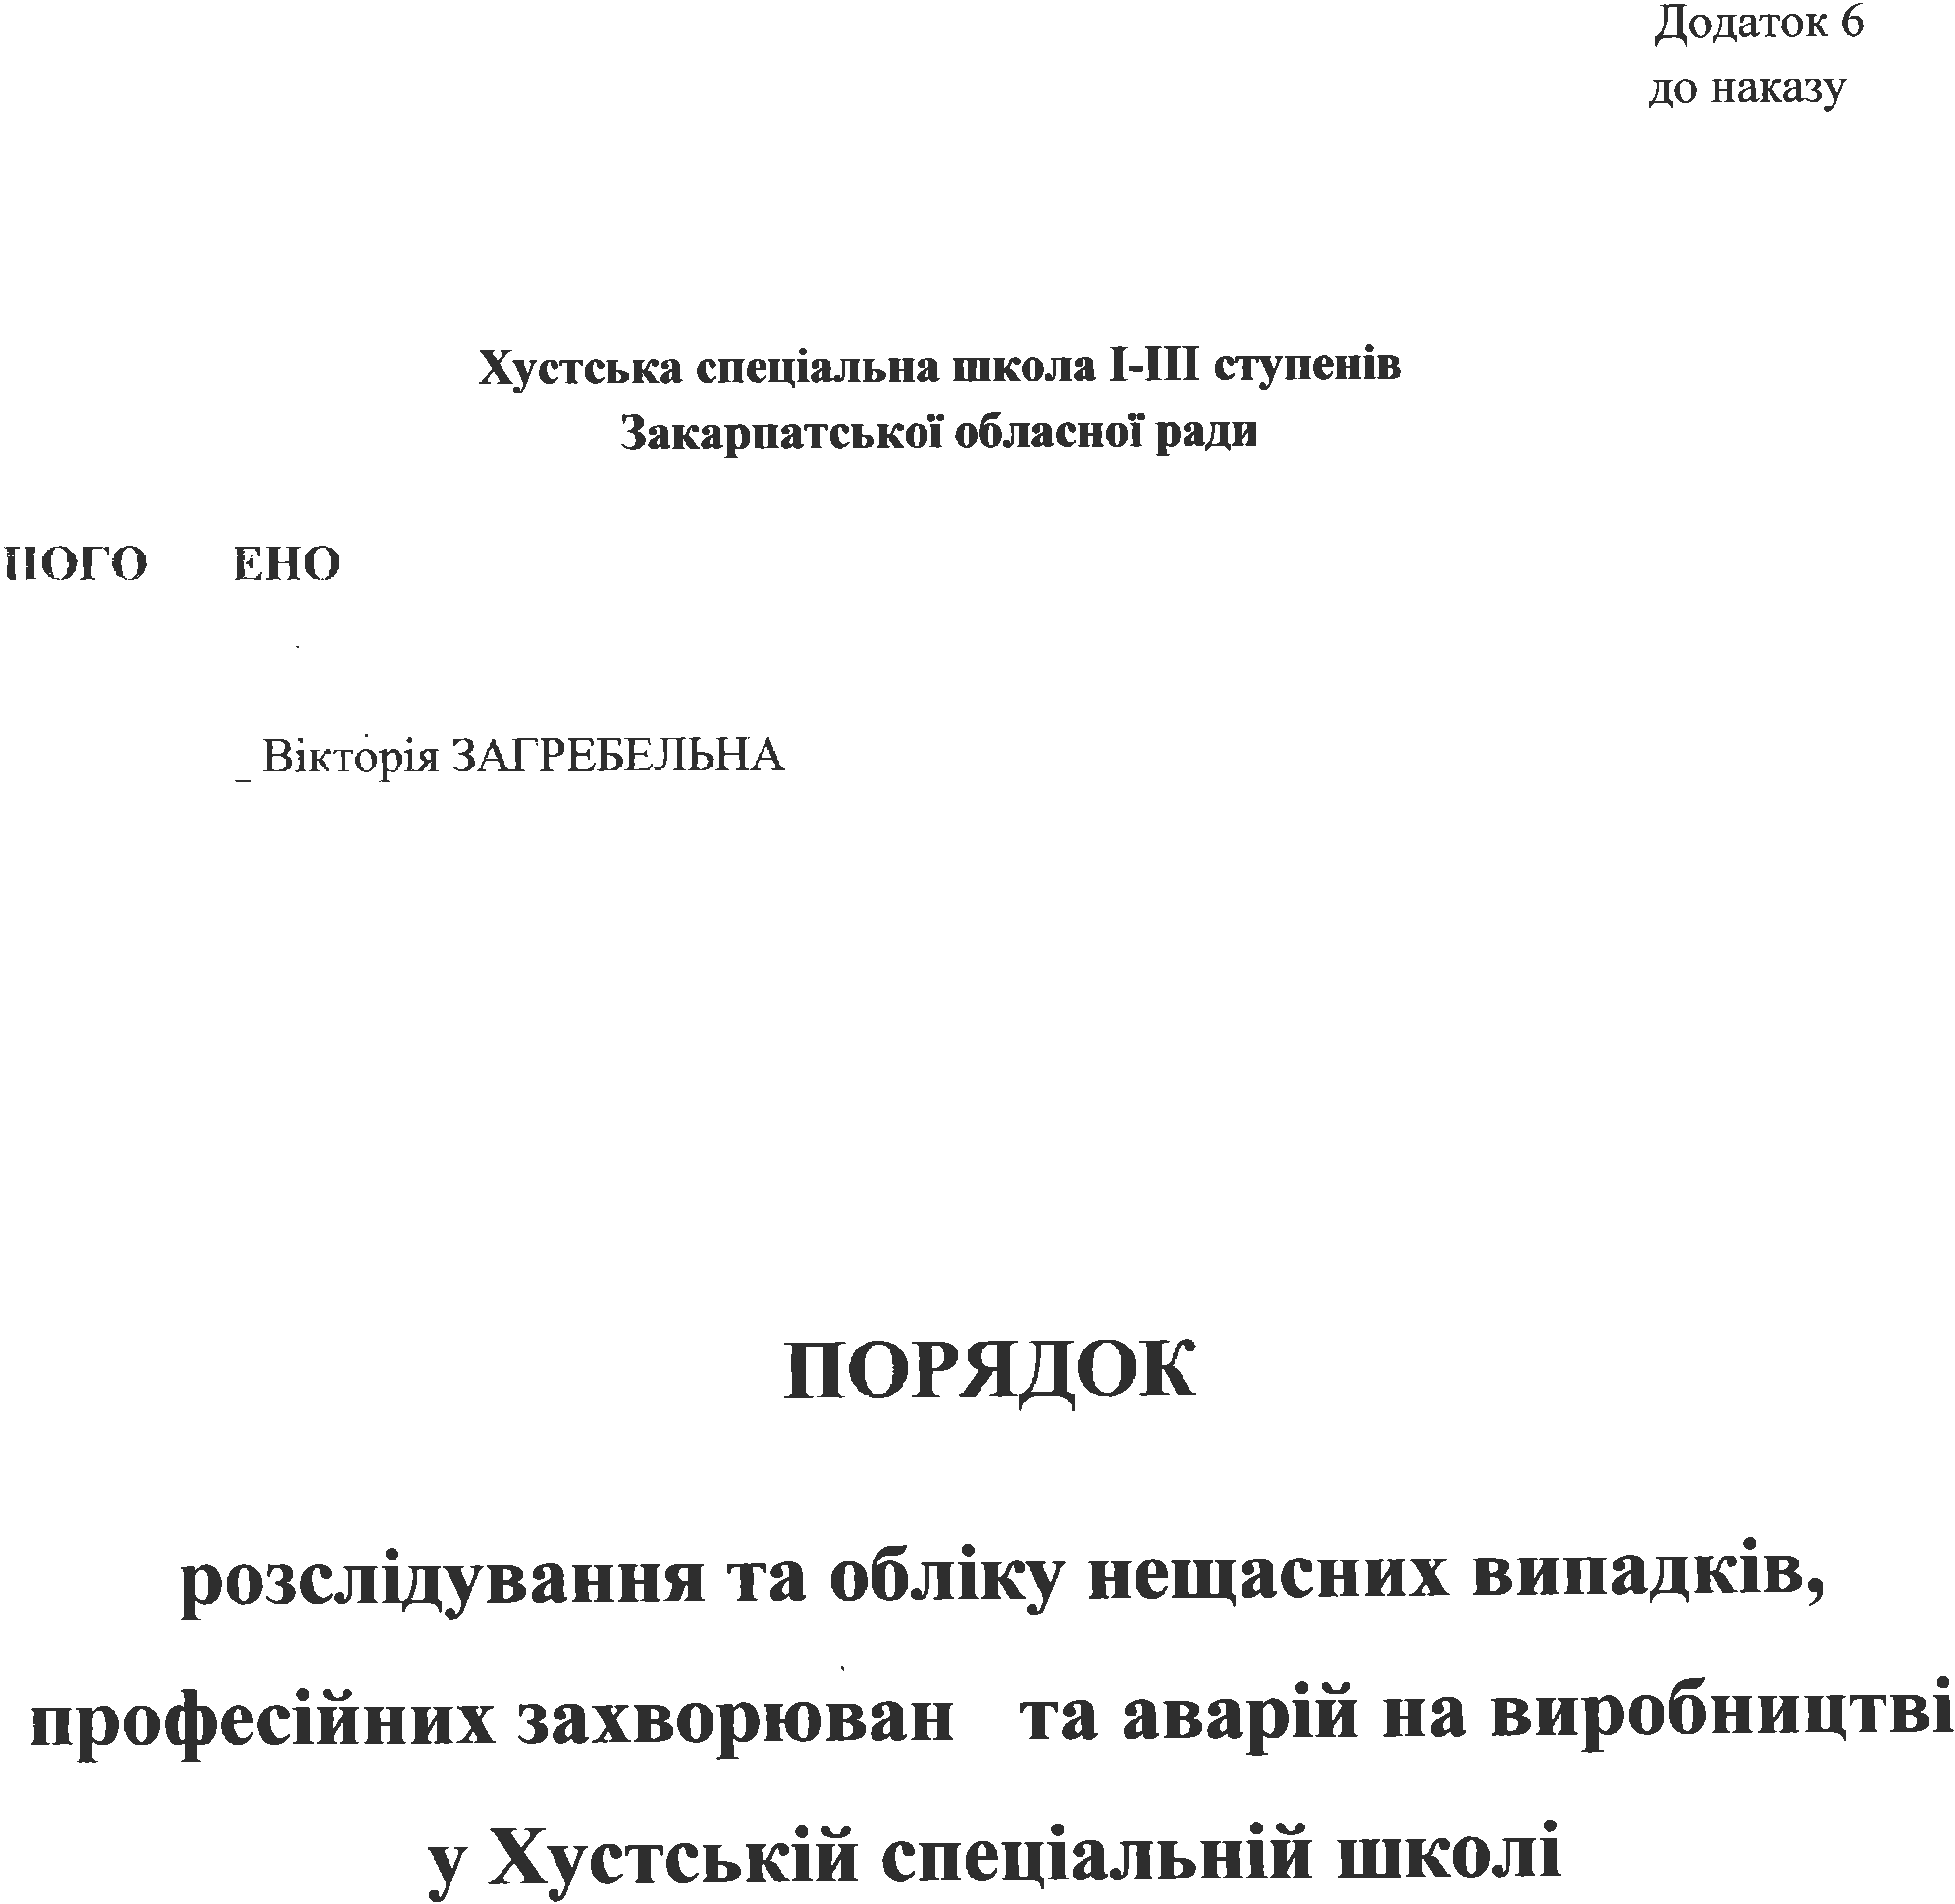 Додаток 6
до наказу
Хустська спеціальна школа І-ІІІ ступенів
Закарпатської обласної ради
ПОГО ЕНО
_ Вікторія ЗАГРЕБЕЛЬНА
ПОРЯДОК
розслідування та обліку нещасних випадків,
професійних захворюван та аварій на виробництві
у Хустській спеціальній школі